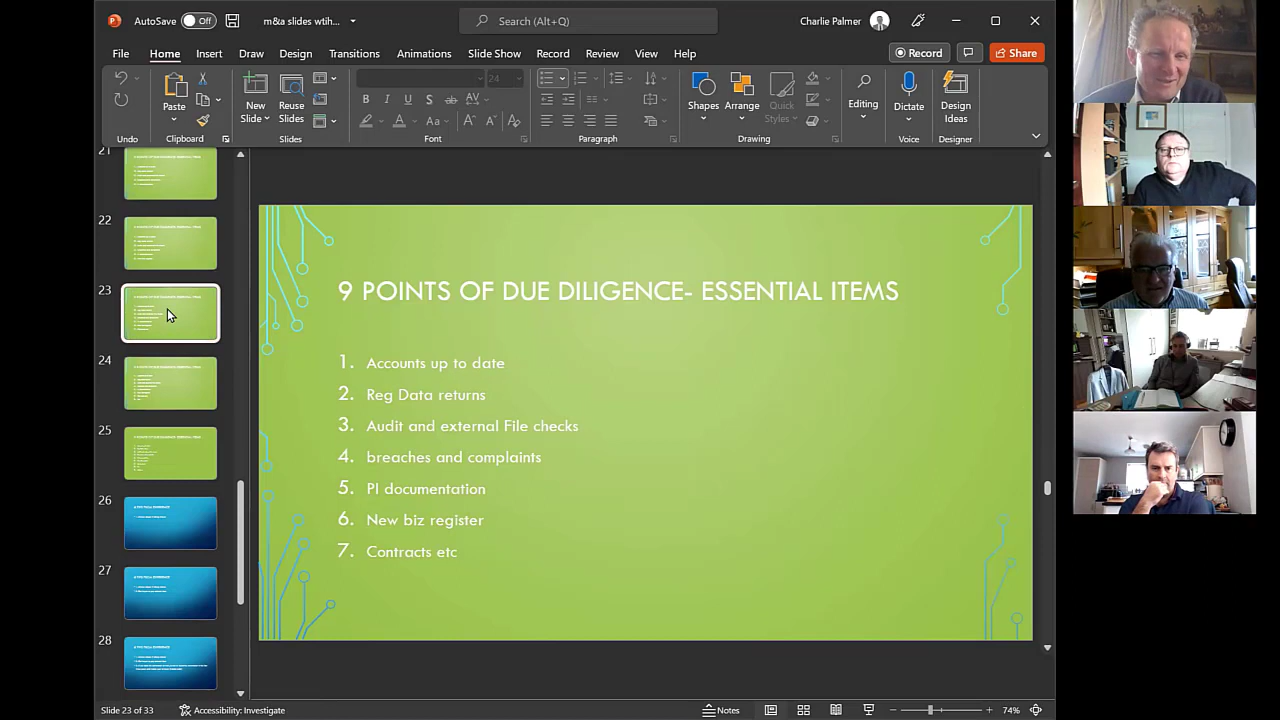 AutoSave Off m&a slides wtih... Search (Alt+Q) Charlie Palmer
File Home Insert Draw Design Transitions Animations Slide Show Record Review View Help Record Share
24
Paste New Slide Reuse Slides Shapes Arrange Quick Styles Editing Dictate Design Ideas
Undo Clipboard Slides Font Paragraph Drawing Voice Designer
21
22
23
24
25
26
27
28
9 POINTS OF DUE DILIGENCE- ESSENTIAL ITEMS
1. Accounts up to date
2. Reg Data returns
3. Audit and external File checks
4. breaches and complaints
5. PI documentation
6. New biz register
7. Contracts etc
Slide 23 of 33 Accessibility: Investigate Notes 74%